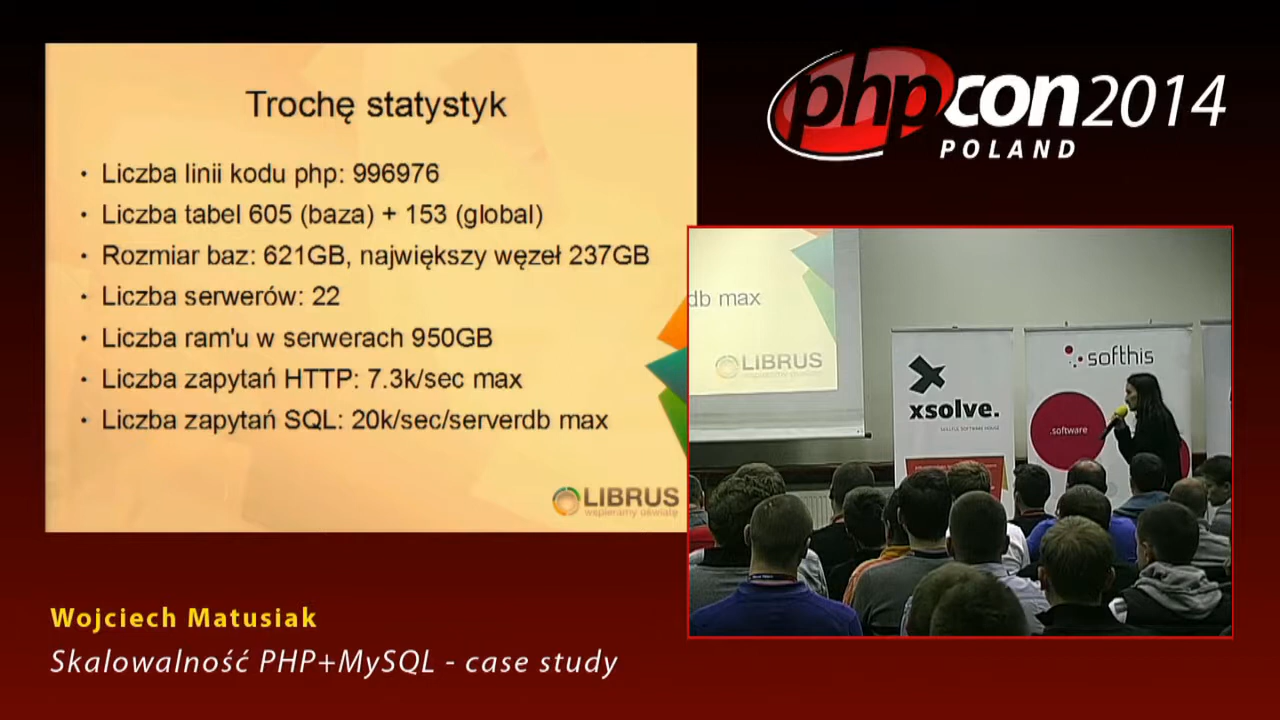 Trochę statystyk
• Liczba linii kodu php: 996976
• Liczba tabel 605 (baza) + 153 (global)
• Rozmiar baz: 621GB, największy węzeł 237GB
• Liczba serwerów: 22
• Liczba ram'u w serwerach 950GB
• Liczba zapytań HTTP: 7.3k/sec max
• Liczba zapytań SQL: 20k/sec/serverdb max
LIBRUS
wspieramy oświatę
phpcon2014
POLAND
db max
LIBRUS
xsolve.
softhis
.software
Wojciech Matusiak
Skalowalność PHP+MySQL - case study